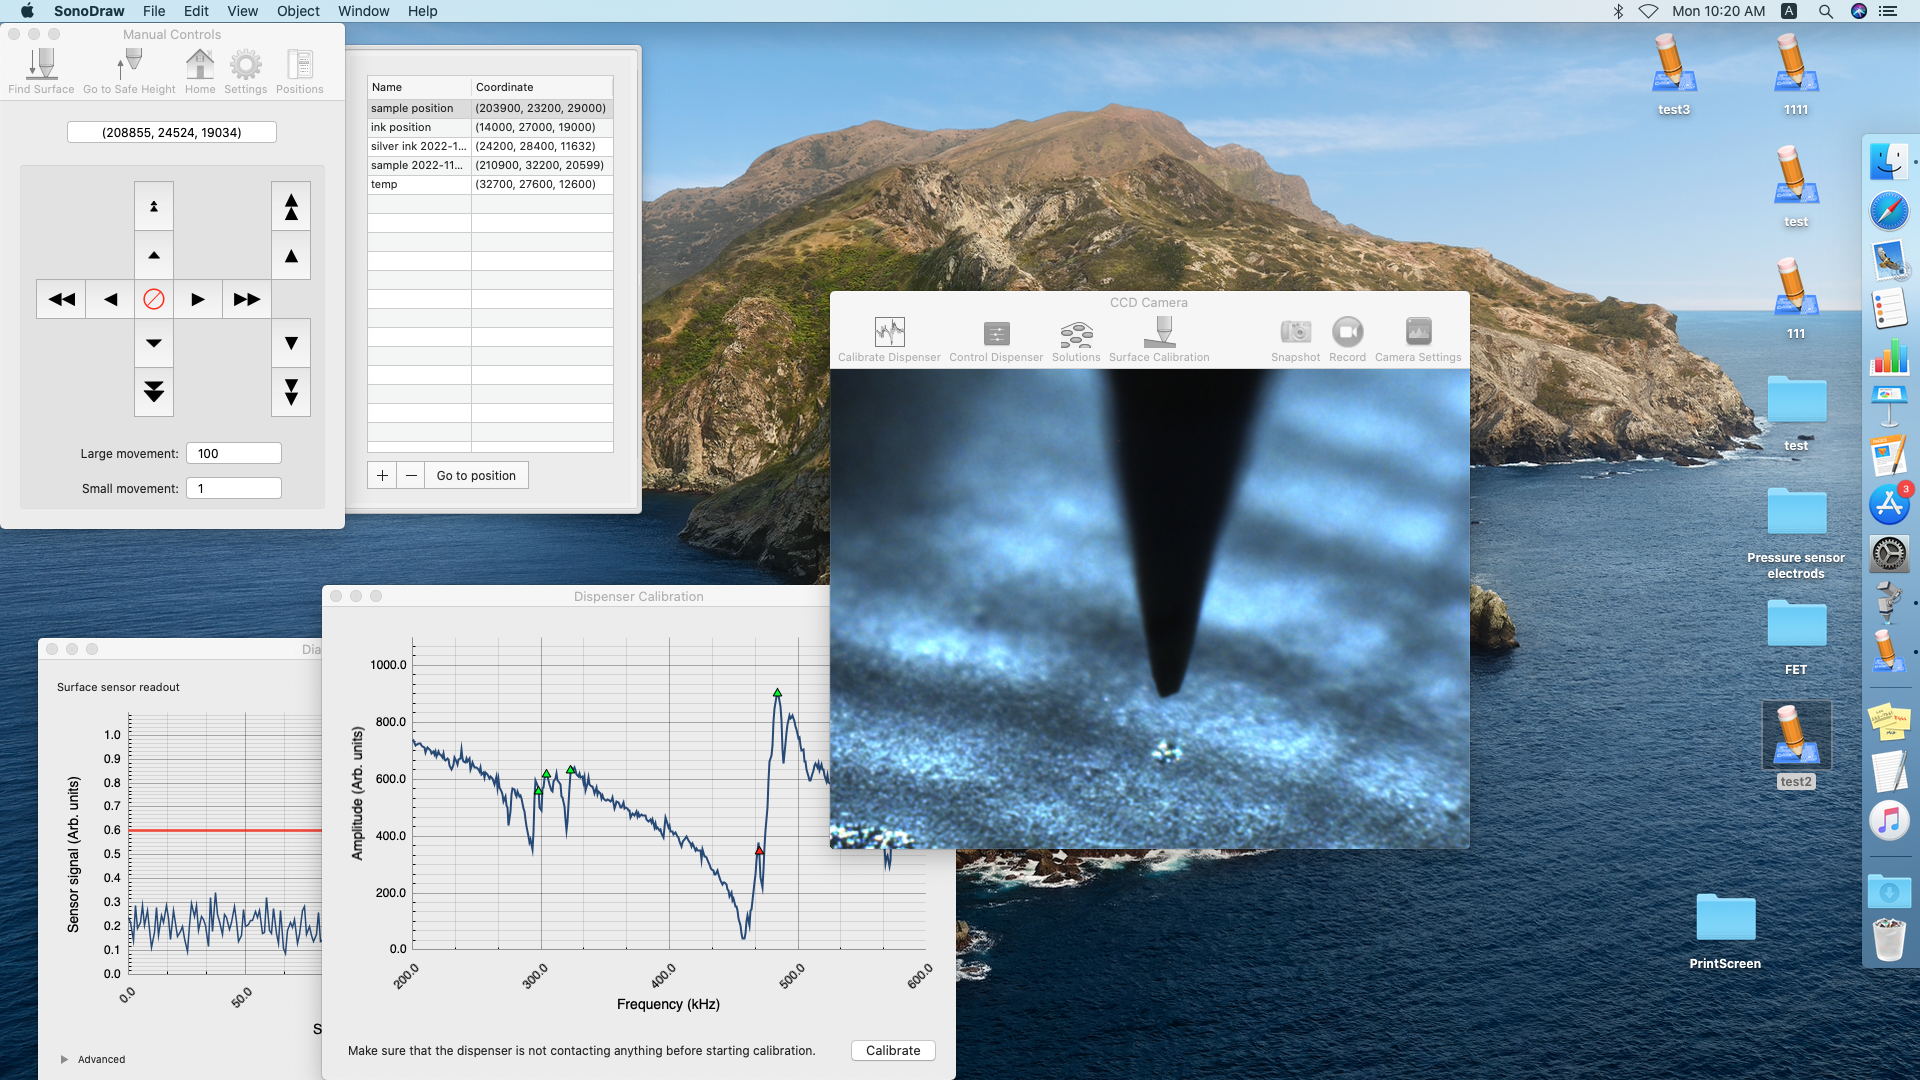 SonoDraw File Edit View Object Window Help
Mon 10:20 AM A
Manual Controls
Find Surface Go to Safe Height Home Settings Positions
(208855, 24524, 19034)
Large movement: 100
Small movement: 1
Name Coordinate
sample position (203900, 23200, 29000)
ink position (14000, 27000, 19000)
silver ink 2022-1... (24200, 28400, 11632)
sample 2022-11... (210900, 32200, 20599)
temp (32700, 27600, 12600)
+ − Go to position
CCD Camera
Calibrate Dispenser Control Dispenser Solutions Surface Calibration Snapshot Record Camera Settings
Dia
Surface sensor readout
Sensor signal (Arb. units)
1.0
0.9
0.8
0.7
0.6
0.5
0.4
0.3
0.2
0.1
0.0
0.0 50.0
S
Advanced
Dispenser Calibration
Amplitude (Arb. units)
1000.0
800.0
600.0
400.0
200.0
0.0
200.0 300.0 400.0 500.0 600.0
Frequency (kHz)
Make sure that the dispenser is not contacting anything before starting calibration. Calibrate
test3 1111
test
111
test
Pressure sensor
electrods
FET
test2
PrintScreen
3